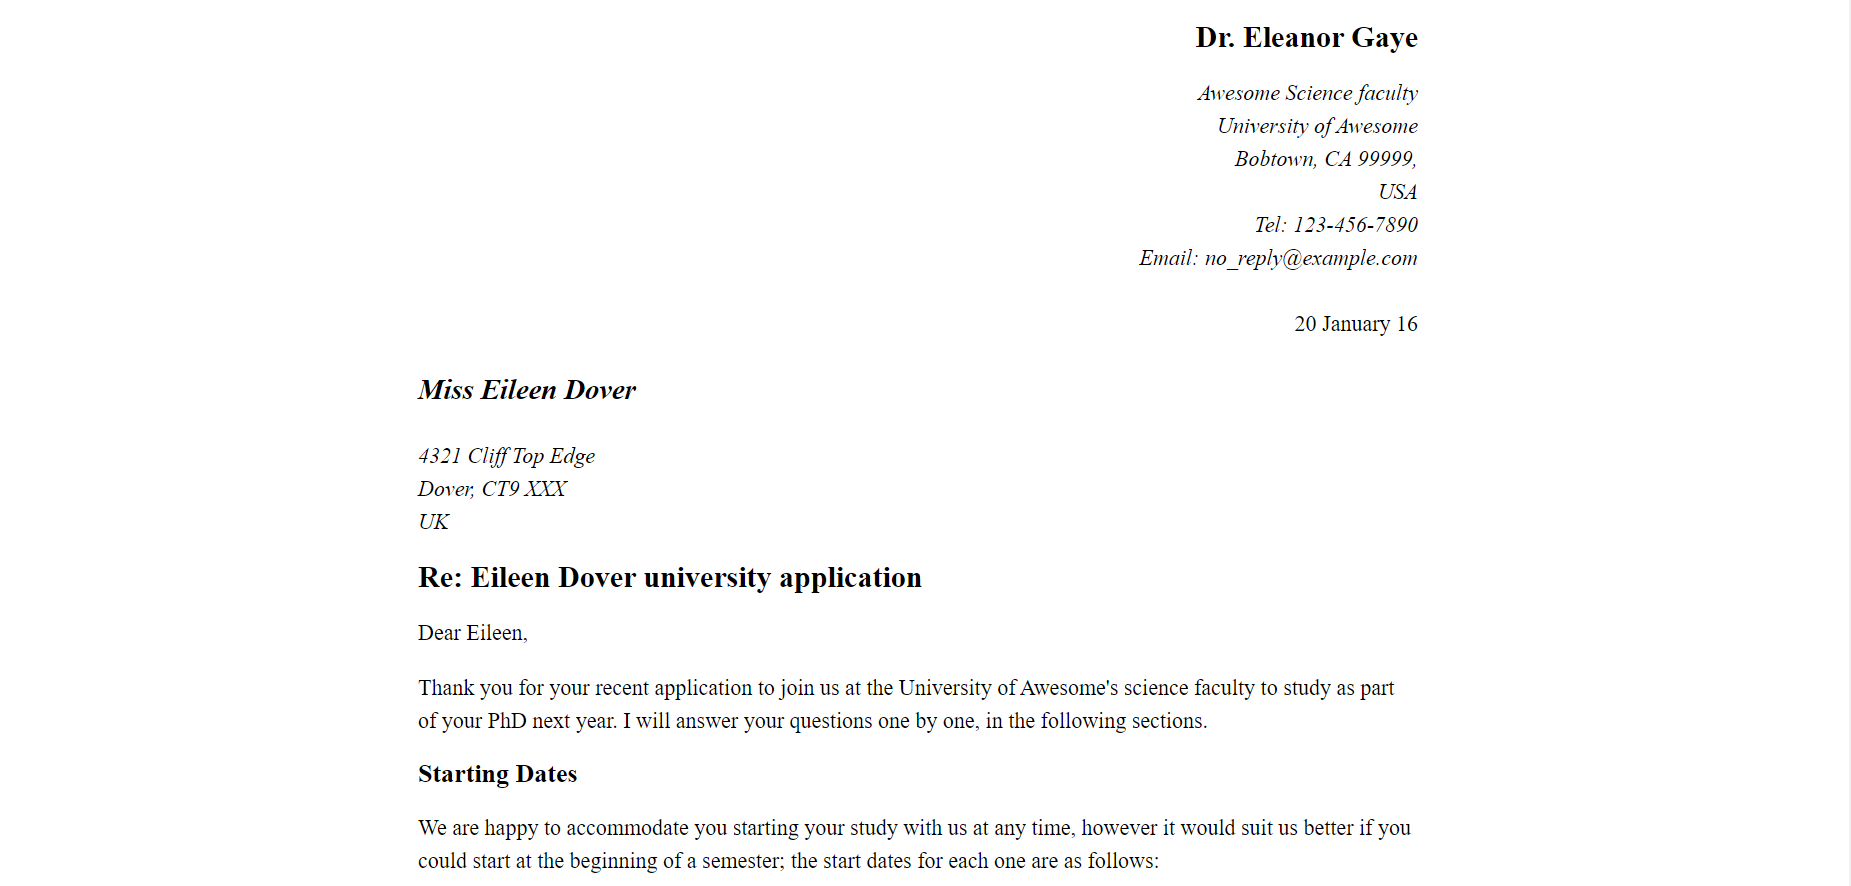 Dr. Eleanor Gaye
Awesome Science faculty
University of Awesome
Bobtown, CA 99999,
USA
Tel: 123-456-7890
Email: no_reply@example.com
20 January 16
Miss Eileen Dover
4321 Cliff Top Edge
Dover, CT9 XXX
UK
Re: Eileen Dover university application
Dear Eileen,
Thank you for your recent application to join us at the University of Awesome's science faculty to study as part
of your PhD next year. I will answer your questions one by one, in the following sections.
Starting Dates
We are happy to accommodate you starting your study with us at any time, however it would suit us better if you
could start at the beginning of a semester; the start dates for each one are as follows: